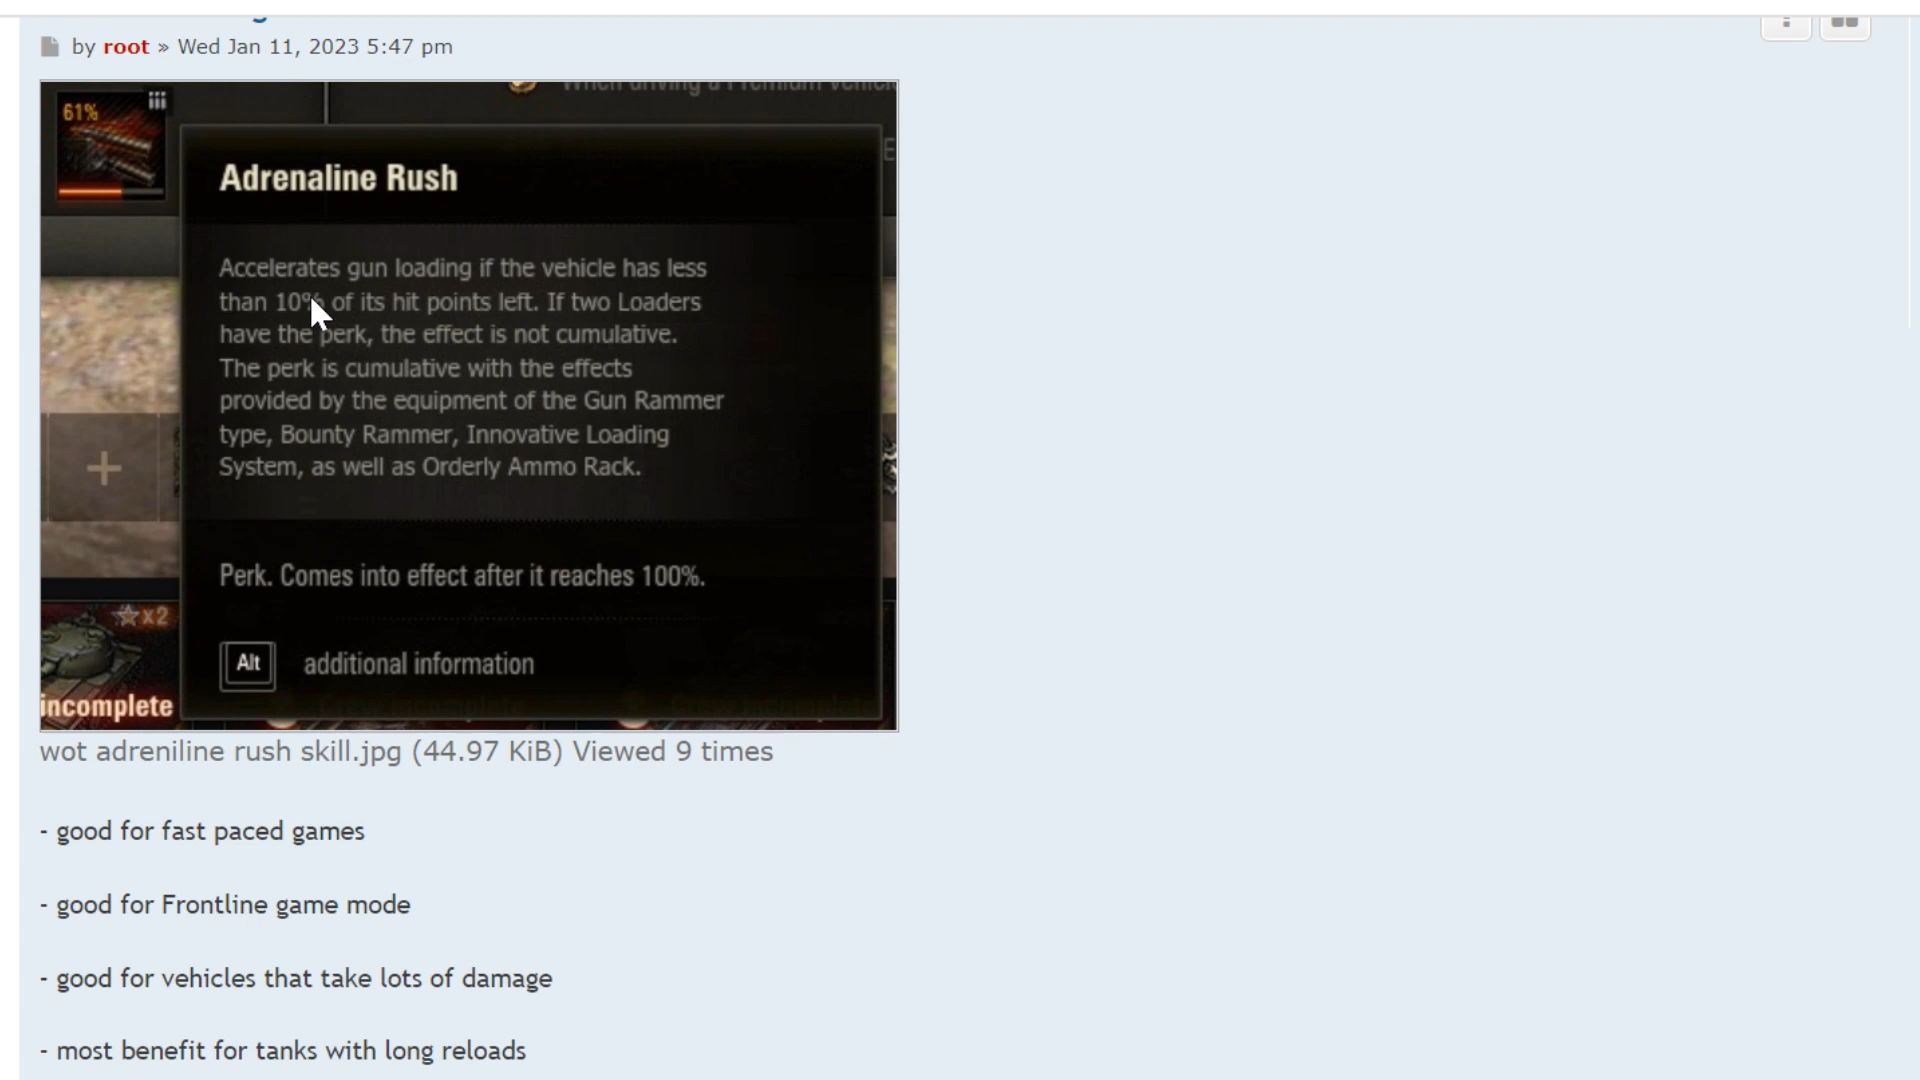 by root » Wed Jan 11, 2023 5:47 pm
61%
When driving a Premium vehicle
Adrenaline Rush
Accelerates gun loading if the vehicle has less
than 10% of its hit points left. If two Loaders
have the perk, the effect is not cumulative.
The perk is cumulative with the effects
provided by the equipment of the Gun Rammer
type, Bounty Rammer, Innovative Loading
System, as well as Orderly Ammo Rack.
Perk. Comes into effect after it reaches 100%.
x2
Alt additional information
incomplete
wot adreniline rush skill.jpg (44.97 KiB) Viewed 9 times
- good for fast paced games
- good for Frontline game mode
- good for vehicles that take lots of damage
- most benefit for tanks with long reloads